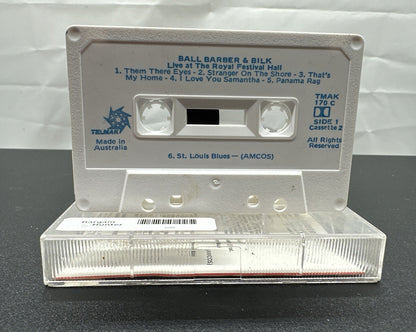 BALL BARBER & BILK
Live at The Royal Festival Hall
1. Them There Eyes - 2. Stranger On The Shore - 3. That's
My Home - 4. I Love You Samantha - 5. Panama Rag
TELMAK
Made in
Australia
TMAK
170 C
SIDE 1
Cassette 2
All Rights
Reserved
6. St. Louis Blues — (AMCOS)
Bargain
Hunter